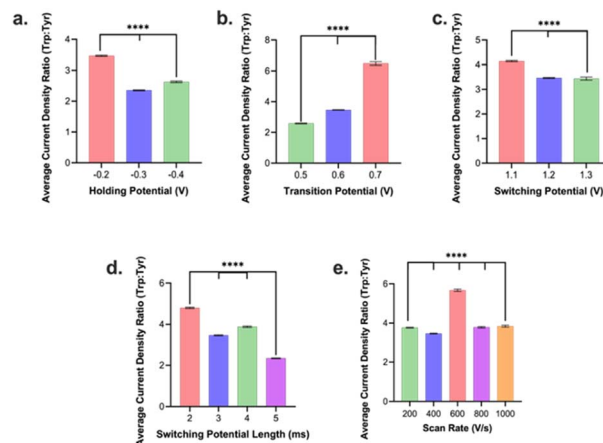 a.
Average Current Density Ratio (Trp:Tyr)
4
3
2
1
0
****
-0.2 -0.3 -0.4
Holding Potential (V)
b.
Average Current Density Ratio (Trp:Tyr)
8
6
4
2
0
****
0.5 0.6 0.7
Transition Potential (V)
c.
Average Current Density Ratio (Trp:Tyr)
5
4
3
2
1
0
****
1.1 1.2 1.3
Switching Potential (V)
d.
Average Current Density Ratio (Trp:Tyr)
6
4
2
0
****
2 3 4 5
Switching Potential Length (ms)
e.
Average Current Density Ratio (Trp:Tyr)
8
6
4
2
0
****
200 400 600 800 1000
Scan Rate (V/s)